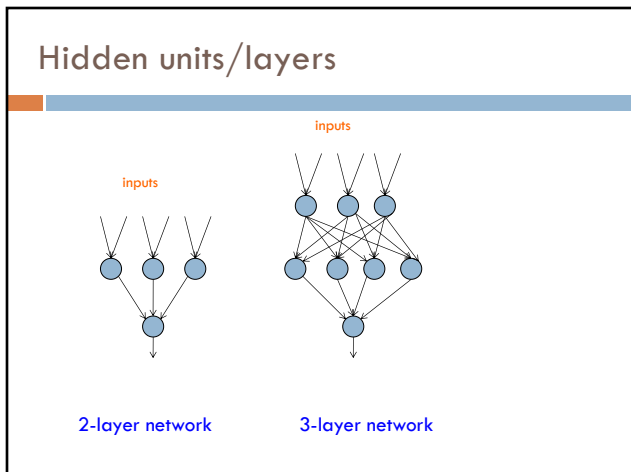 Hidden units/layers
inputs
inputs
2-layer network
3-layer network